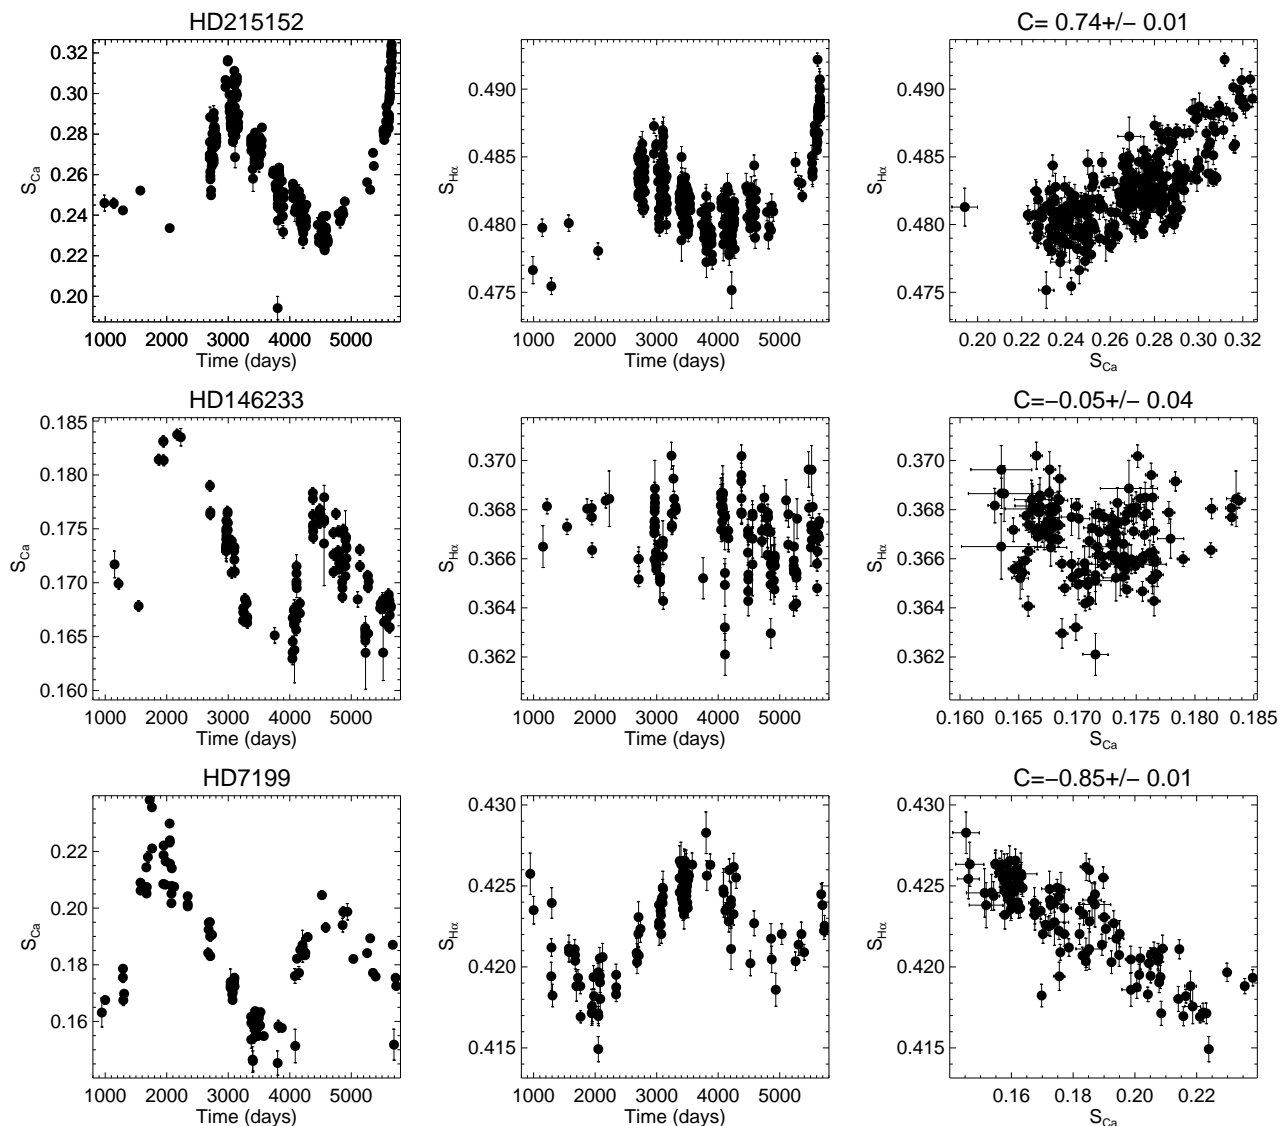 HD215152
C= 0.74+/− 0.01
0.32
0.30
0.28
0.26
0.24
0.22
0.20
S_Ca
1000 2000 3000 4000 5000
Time (days)
0.490
0.485
0.480
0.475
S_Hα
1000 2000 3000 4000 5000
Time (days)
0.490
0.485
0.480
0.475
S_Hα
0.20 0.22 0.24 0.26 0.28 0.30 0.32
S_Ca
HD146233
C=−0.05+/− 0.04
0.185
0.180
0.175
0.170
0.165
0.160
S_Ca
1000 2000 3000 4000 5000
Time (days)
0.370
0.368
0.366
0.364
0.362
S_Hα
1000 2000 3000 4000 5000
Time (days)
0.370
0.368
0.366
0.364
0.362
S_Hα
0.160 0.165 0.170 0.175 0.180 0.185
S_Ca
HD7199
C=−0.85+/− 0.01
0.22
0.20
0.18
0.16
S_Ca
1000 2000 3000 4000 5000
Time (days)
0.430
0.425
0.420
0.415
S_Hα
1000 2000 3000 4000 5000
Time (days)
0.430
0.425
0.420
0.415
S_Hα
0.16 0.18 0.20 0.22
S_Ca